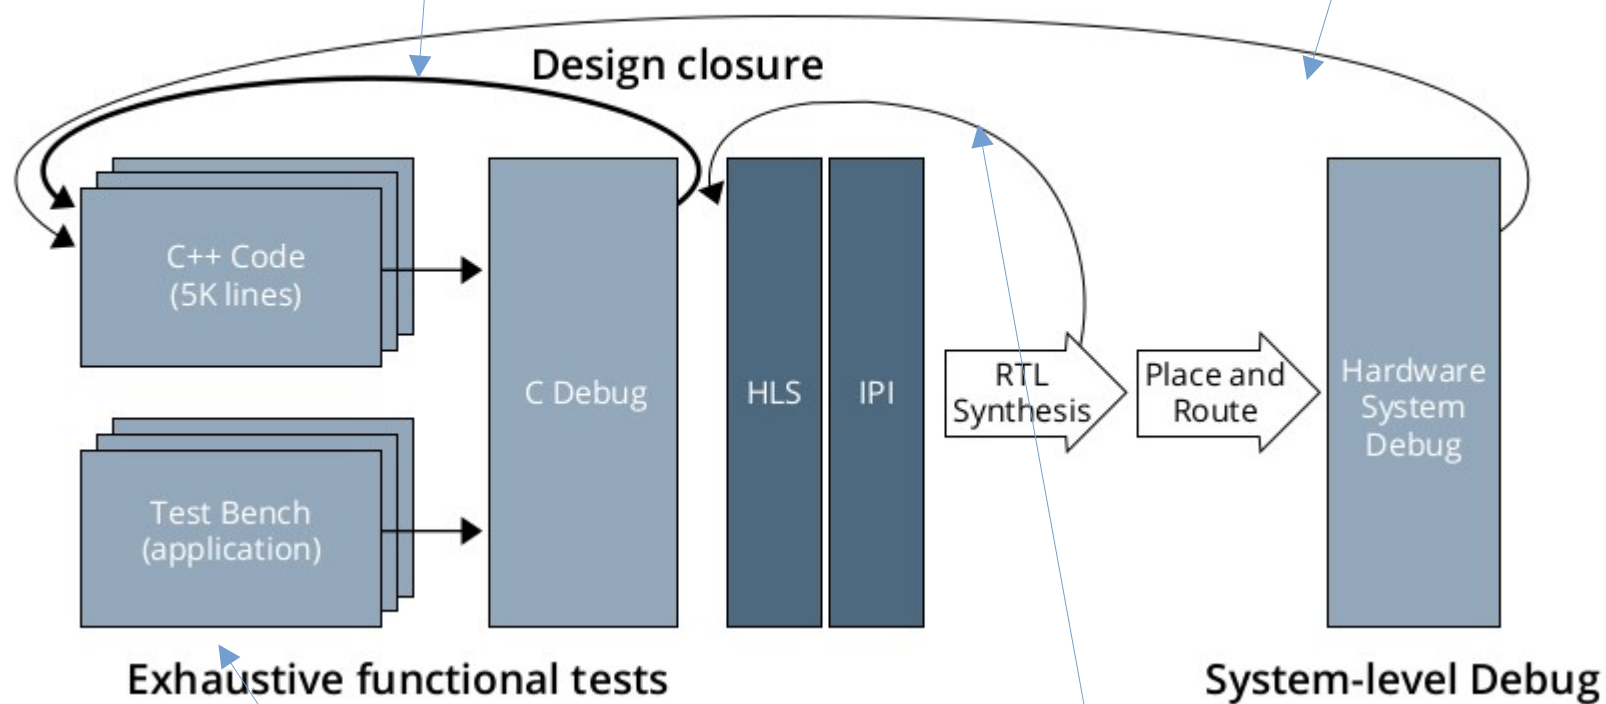 Design closure
C++ Code
(5K lines)
Test Bench
(application)
C Debug
HLS
IPI
RTL
Synthesis
Place and
Route
Hardware
System
Debug
Exhaustive functional tests
System-level Debug